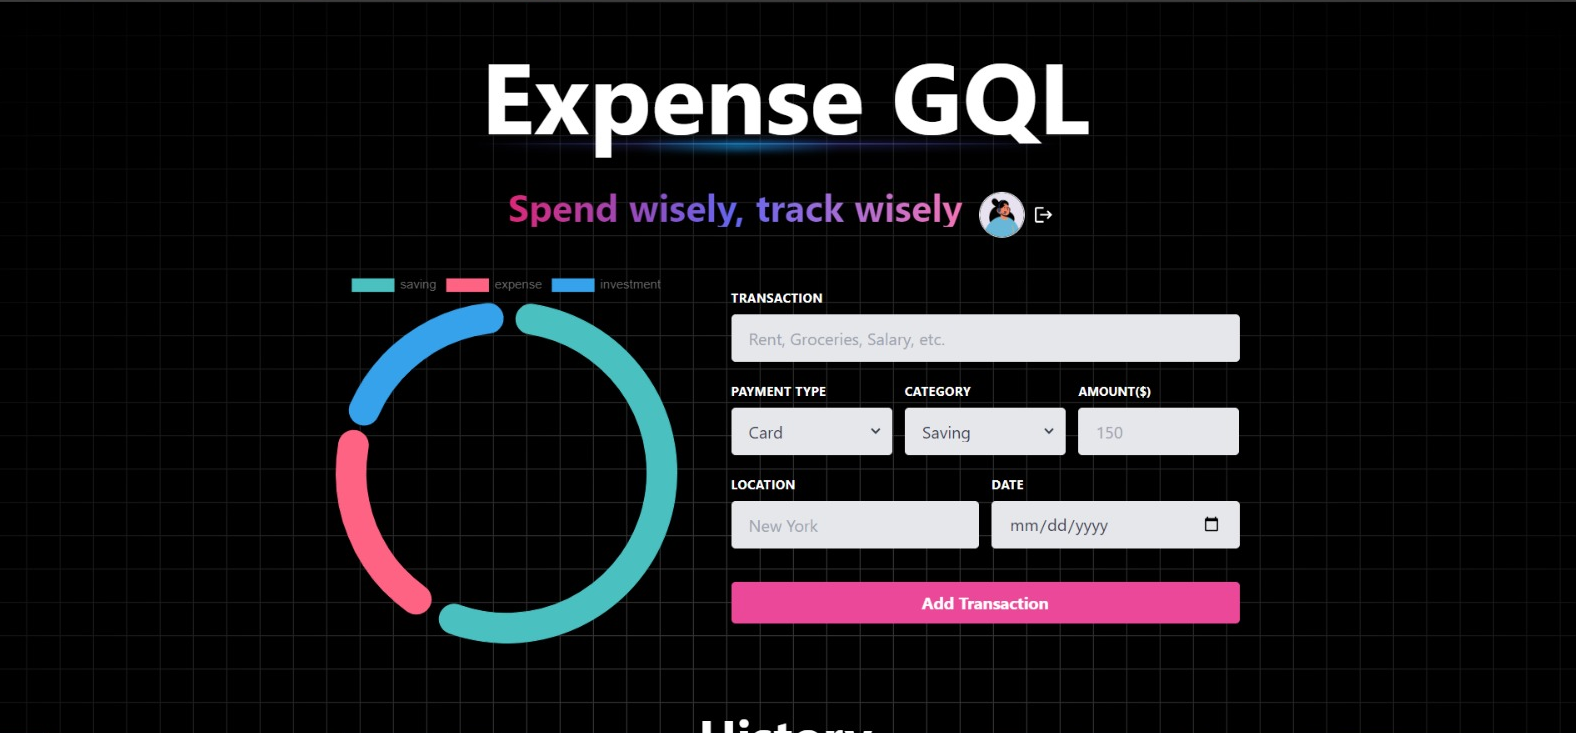 Expense GQL
Spend wisely, track wisely
saving expense investment
TRANSACTION
Rent, Groceries, Salary, etc.
PAYMENT TYPE CATEGORY AMOUNT($)
Card Saving 150
LOCATION DATE
New York mm/dd/yyyy
Add Transaction
History